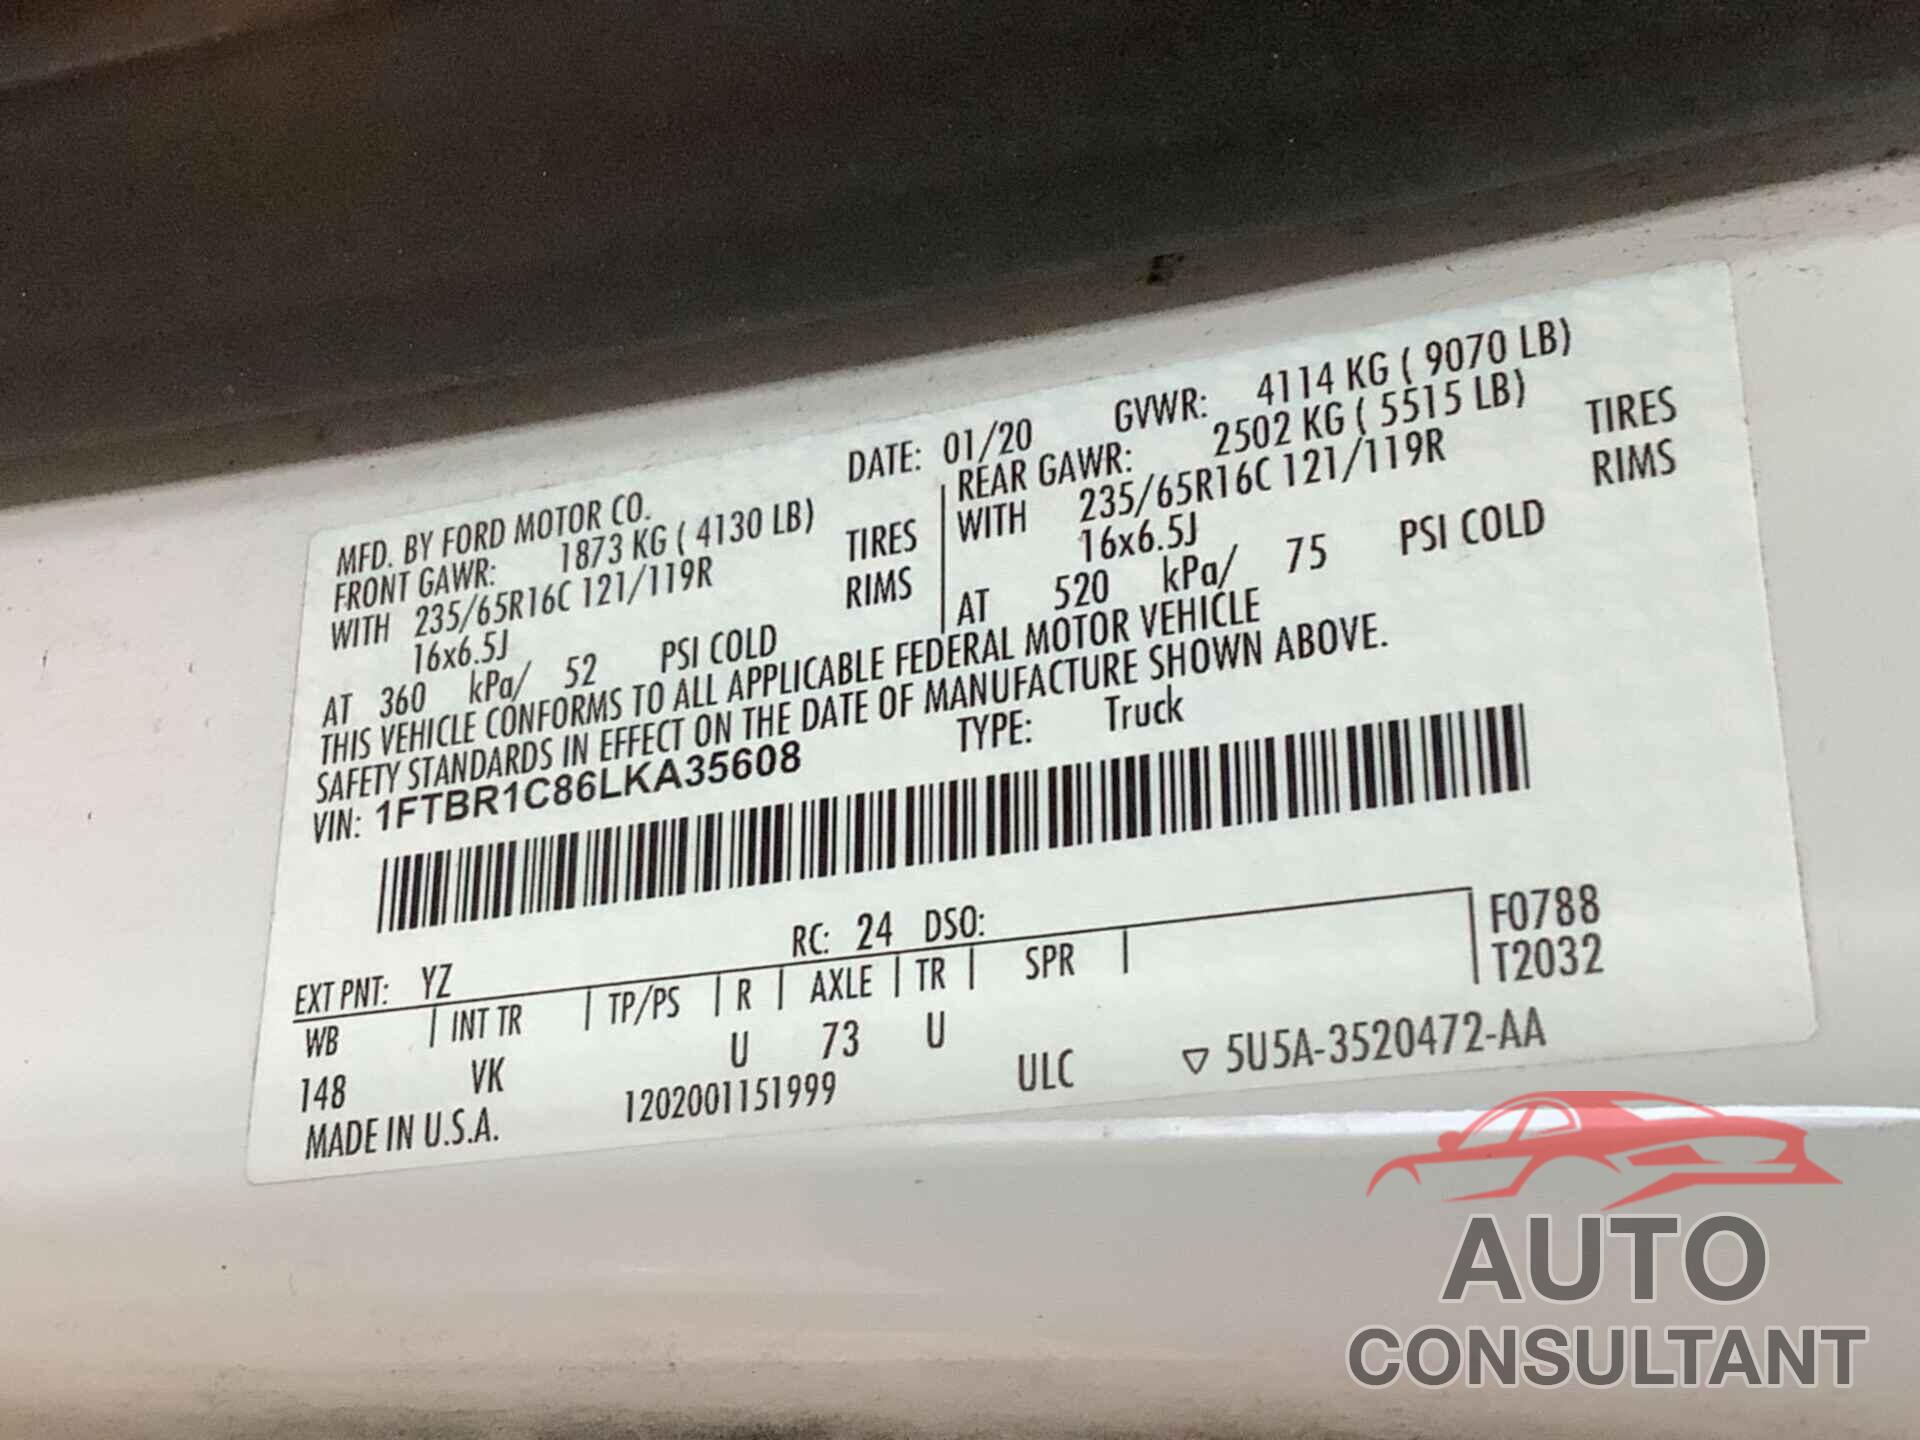 MFD. BY FORD MOTOR CO. DATE: 01/20 GVWR: 4114 KG ( 9070 LB)
FRONT GAWR: 1873 KG ( 4130 LB) REAR GAWR: 2502 KG ( 5515 LB)
WITH 235/65R16C 121/119R TIRES WITH 235/65R16C 121/119R TIRES
16x6.5J RIMS 16x6.5J RIMS
AT 360 kPa/ 52 PSI COLD AT 520 kPa/ 75 PSI COLD
THIS VEHICLE CONFORMS TO ALL APPLICABLE FEDERAL MOTOR VEHICLE
SAFETY STANDARDS IN EFFECT ON THE DATE OF MANUFACTURE SHOWN ABOVE.
VIN: 1FTBR1C86LKA35608 TYPE: Truck
EXT PNT: YZ RC: 24 DSO: F0788
WB INT TR TP/PS R AXLE TR SPR T2032
148 VK U 73 U
MADE IN U.S.A. 1202001151999 ULC ▽ 5U5A-3520472-AA
AUTO
CONSULTANT